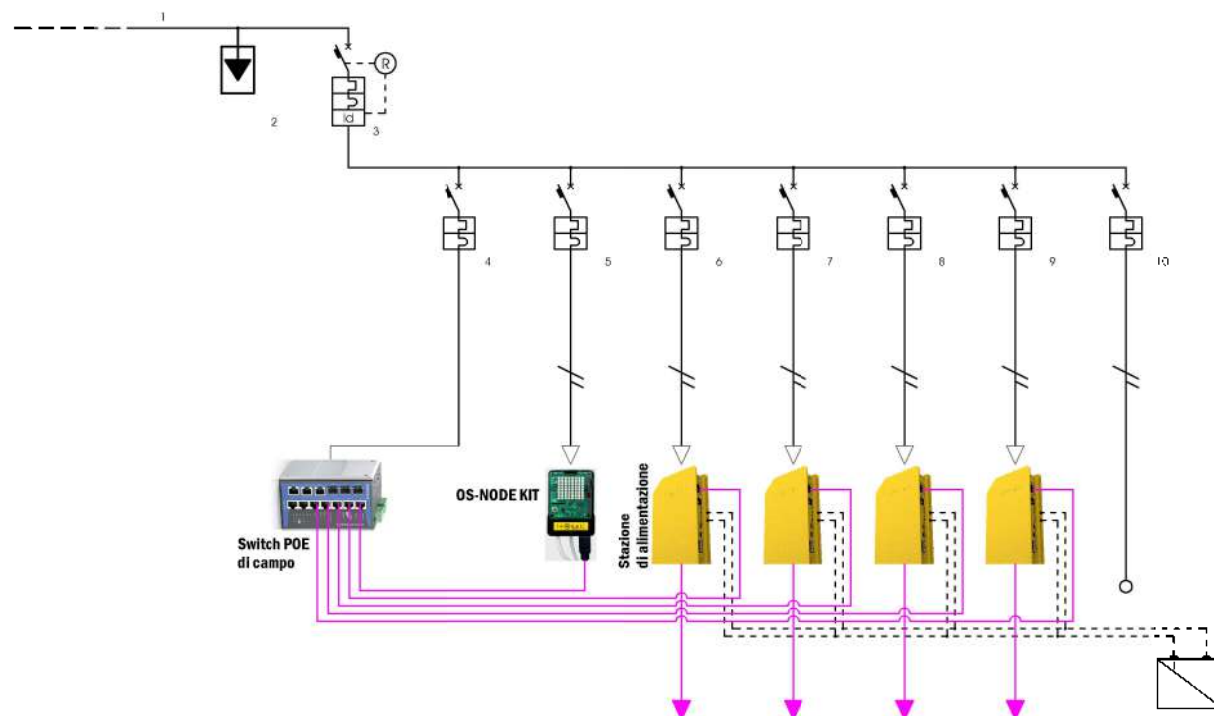 1
R
Id
2
3
4
5
6
7
8
9
10
OS-NODE KIT
Stazione
di alimentazione
Switch POE
di campo